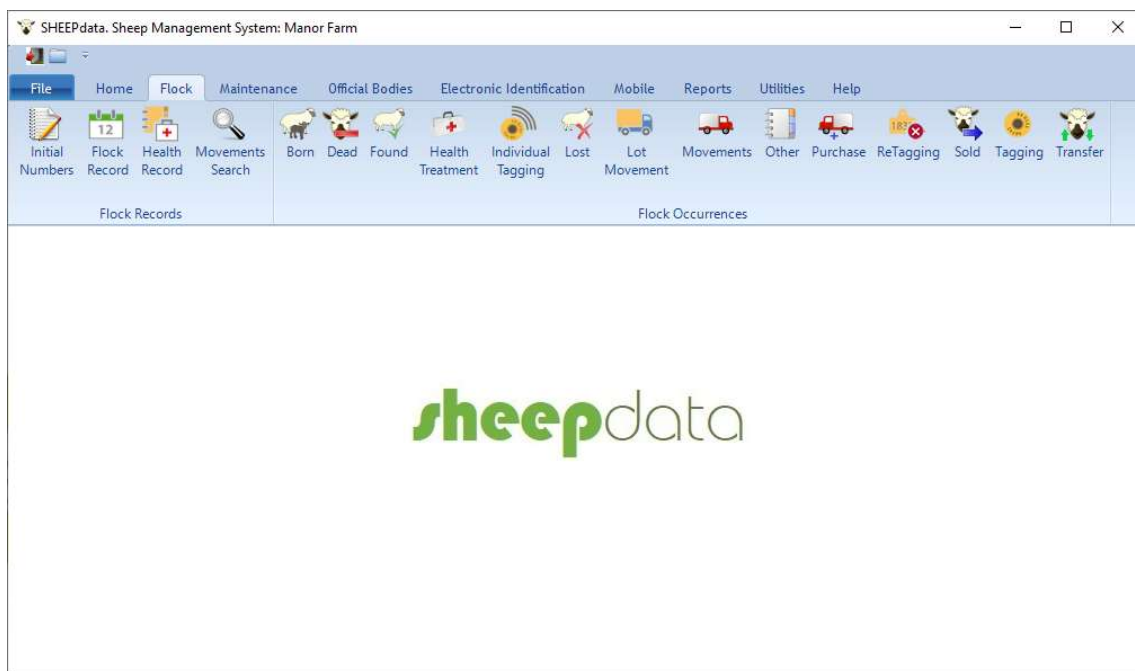 SHEEPdata. Sheep Management System: Manor Farm
File Home Flock Maintenance Official Bodies Electronic Identification Mobile Reports Utilities Help
12 183
Initial Flock Health Movements Born Dead Found Health Individual Lost Lot Movements Other Purchase ReTagging Sold Tagging Transfer
Numbers Record Record Search Treatment Tagging Movement
Flock Records Flock Occurrences
sheepdata